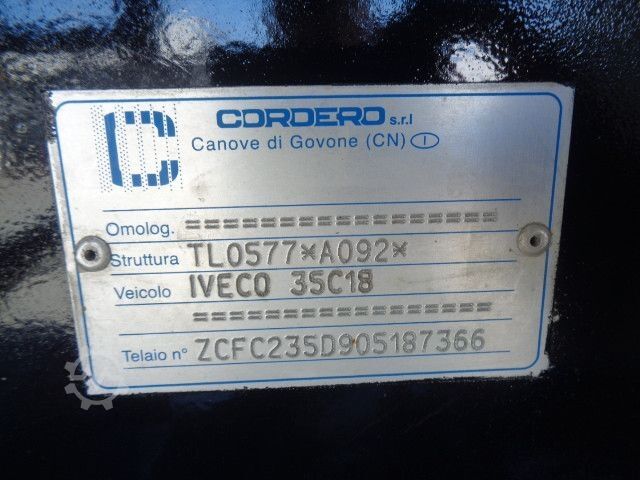 CORDERO s.r.l
Canove di Govone (CN) I
Omolog. =================
Struttura TL0577*A092*
Veicolo IVECO 35C18
================
Telaio n° ZCFC235D905187366